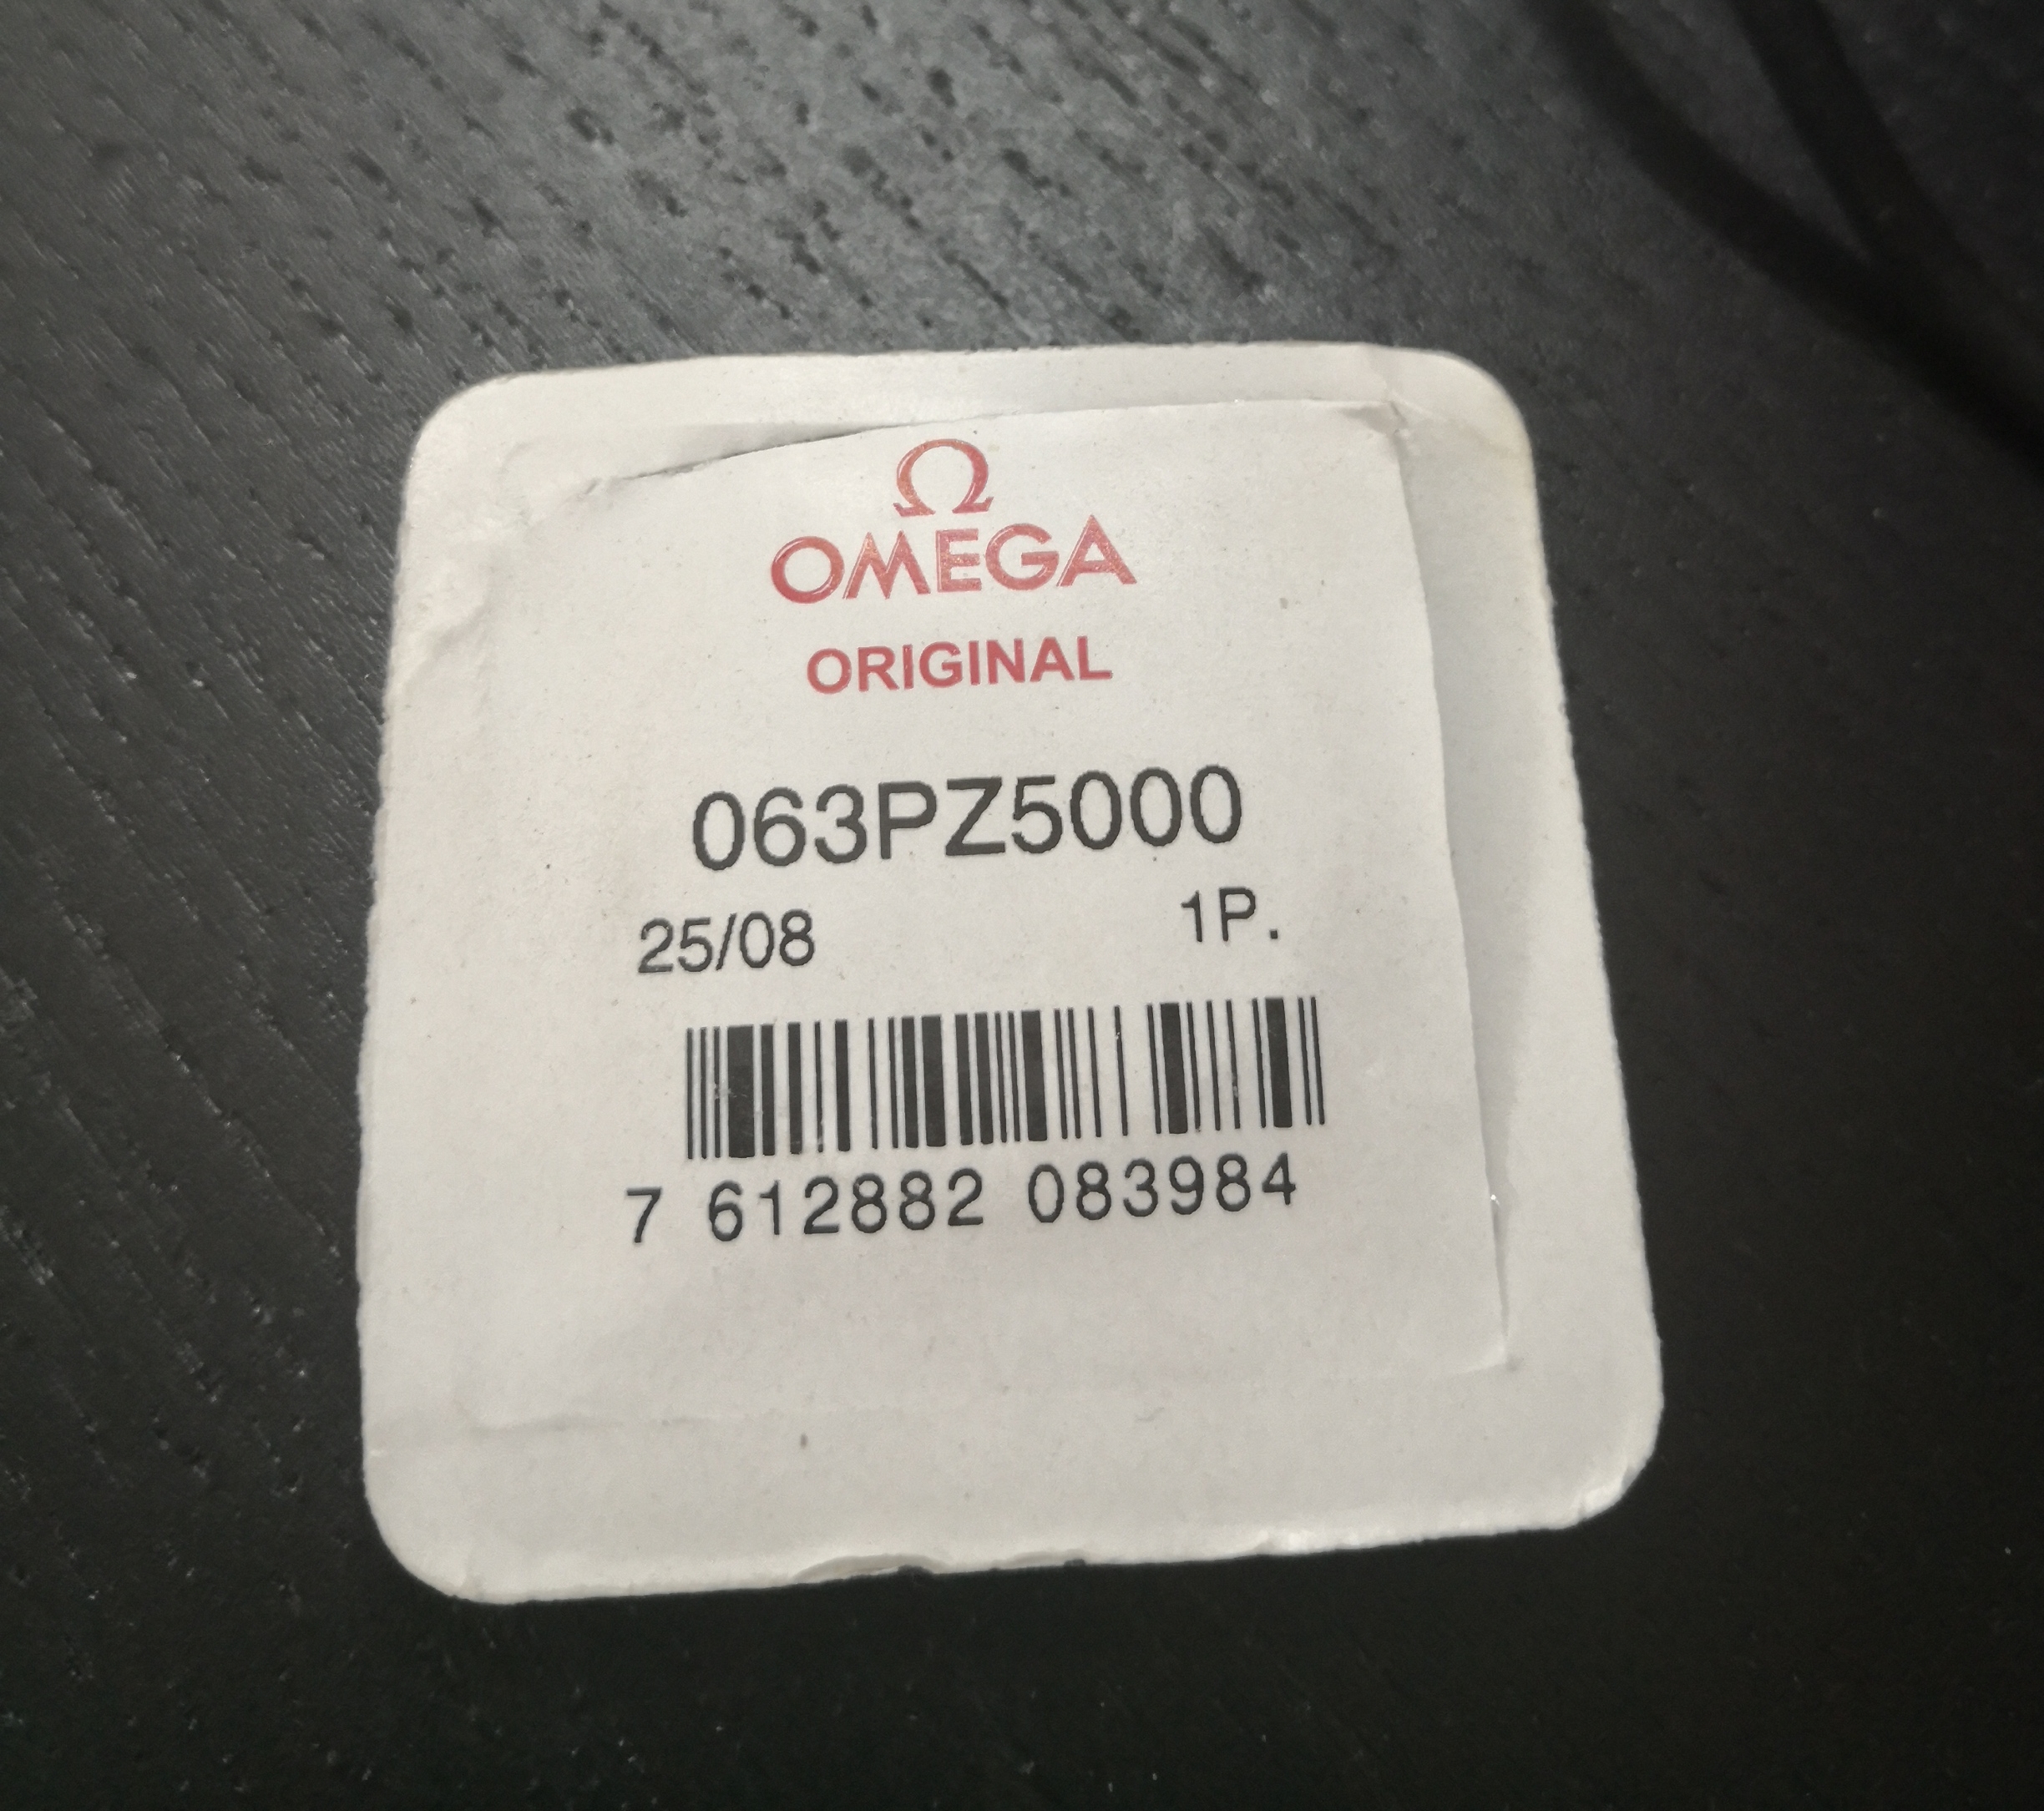 Ω
OMEGA
ORIGINAL
063PZ5000
25/08 1P.
7 612882 083984